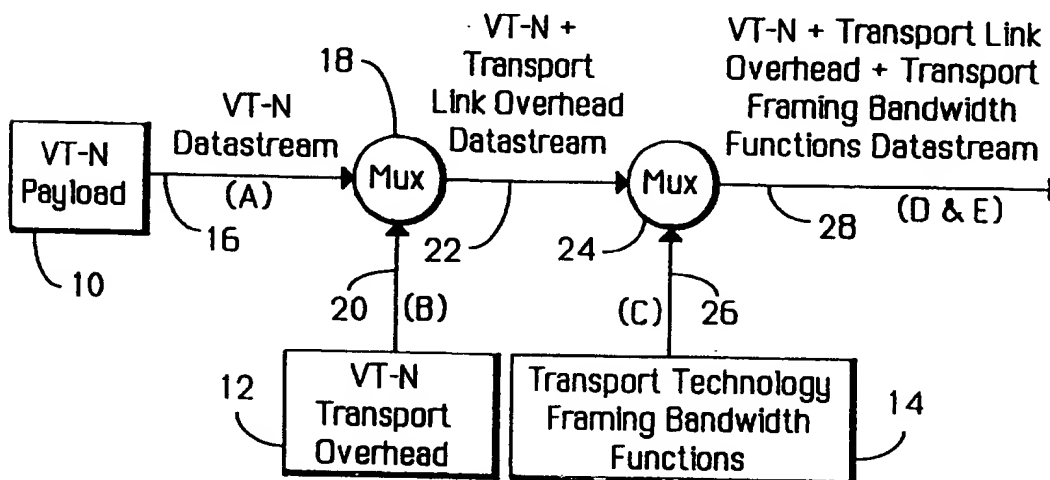 VT-N +
Transport
Link Overhead
Datastream
VT-N + Transport Link
Overhead + Transport
Framing Bandwidth
Functions Datastream
18
VT-N
Datastream
VT-N
Payload
Mux
Mux
(A)
(D & E)
16
22
24
28
10
20
(B)
(C)
26
12
VT-N
Transport
Overhead
Transport Technology
Framing Bandwidth
Functions
14